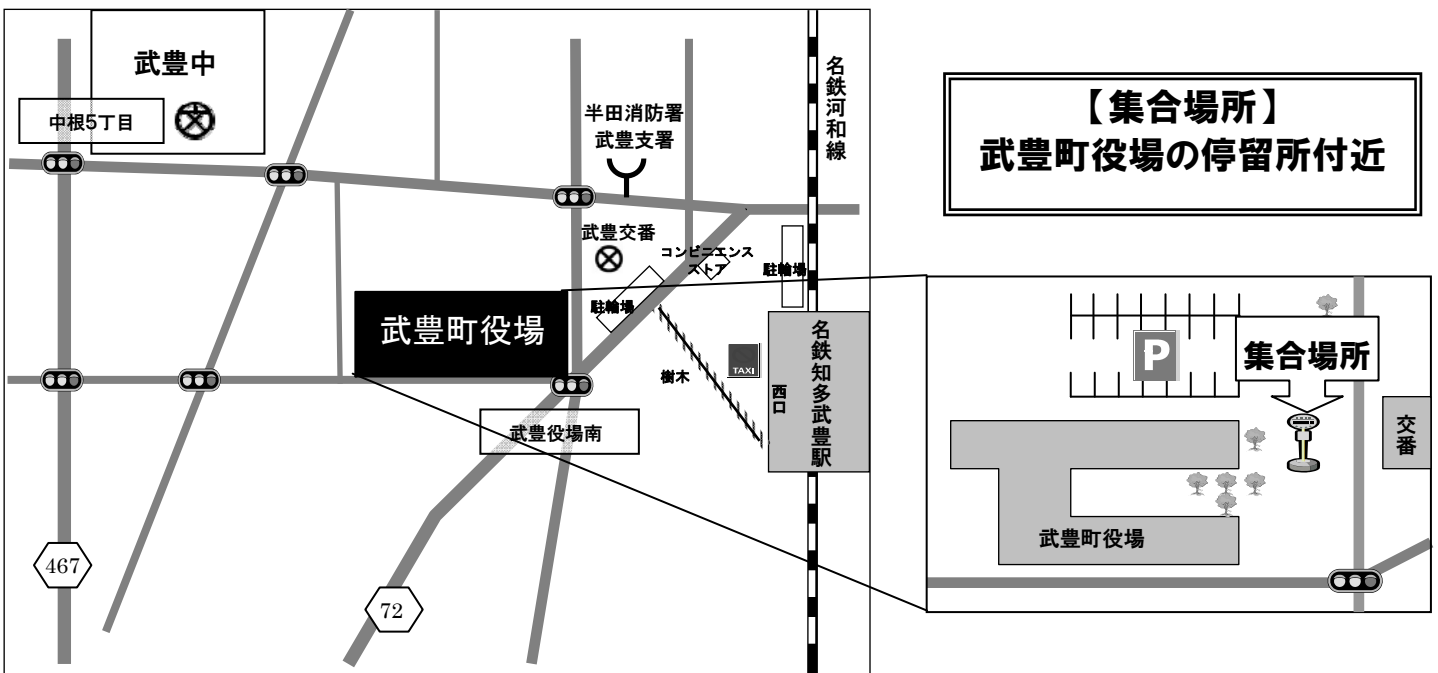 武豊中
中根5丁目
半田消防署
武豊支署
名鉄河和線
武豊交番
コンビニエンス
ストア
駐輪場
駐輪場
武豊町役場
TAXI
樹木
西口
名鉄知多武豊駅
武豊役場南
467
72
【集合場所】
武豊町役場の停留所付近
P
集合場所
交番
武豊町役場